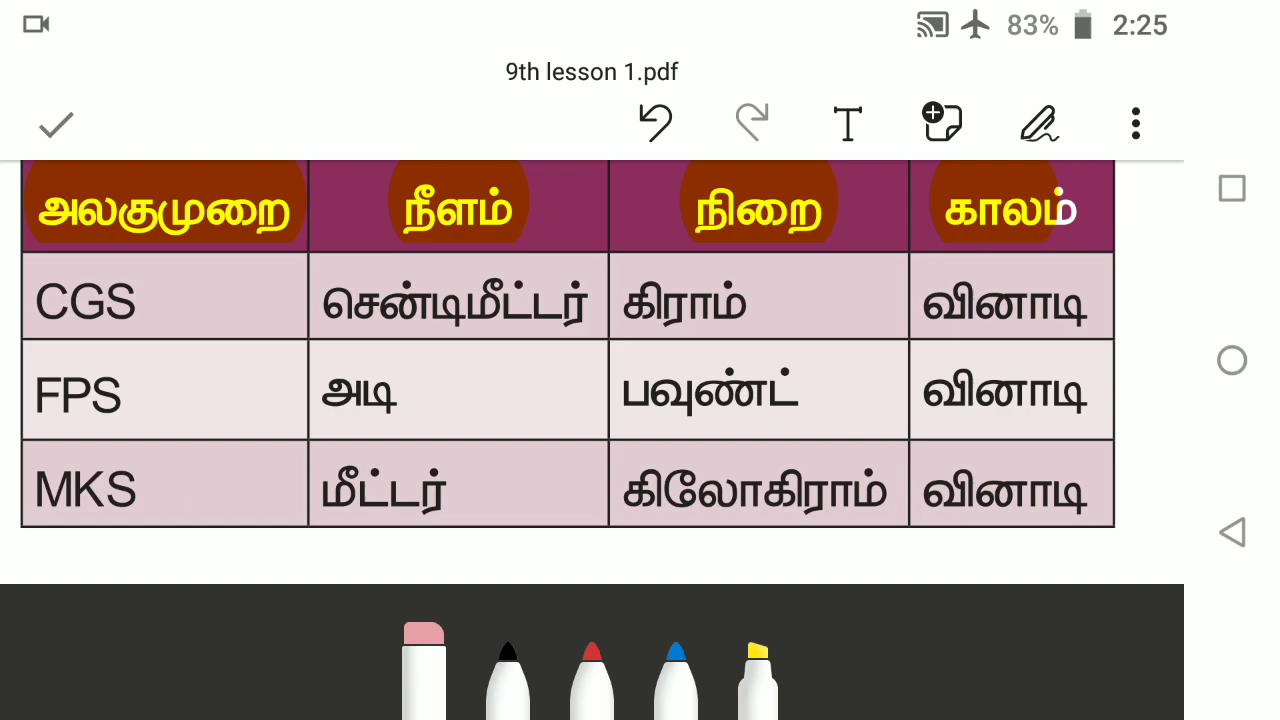 83% 2:25
9th lesson 1.pdf
அலகுமுறை நீளம் நிறை காலம்
CGS சென்டிமீட்டர் கிராம் வினாடி
FPS அடி பவுண்ட் வினாடி
MKS மீட்டர் கிலோகிராம் வினாடி